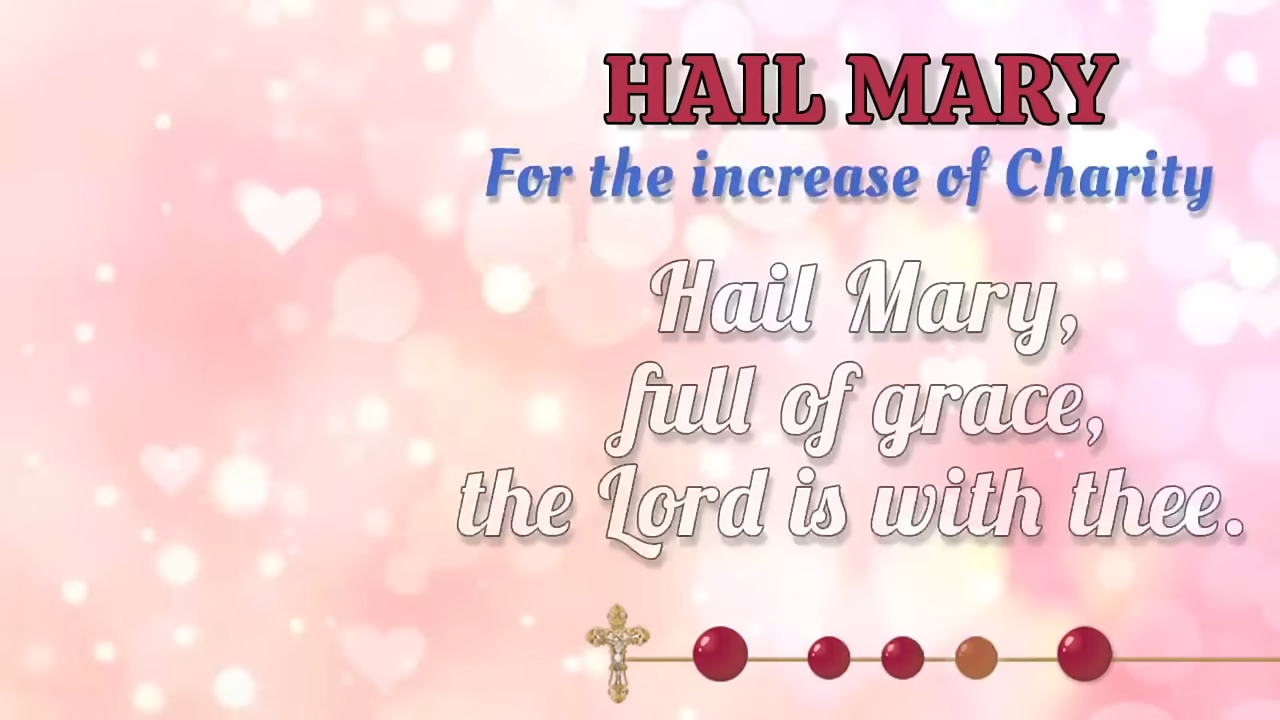 HAIL MARY
For the increase of Charity
Hail Mary,
full of grace,
the Lord is with thee.